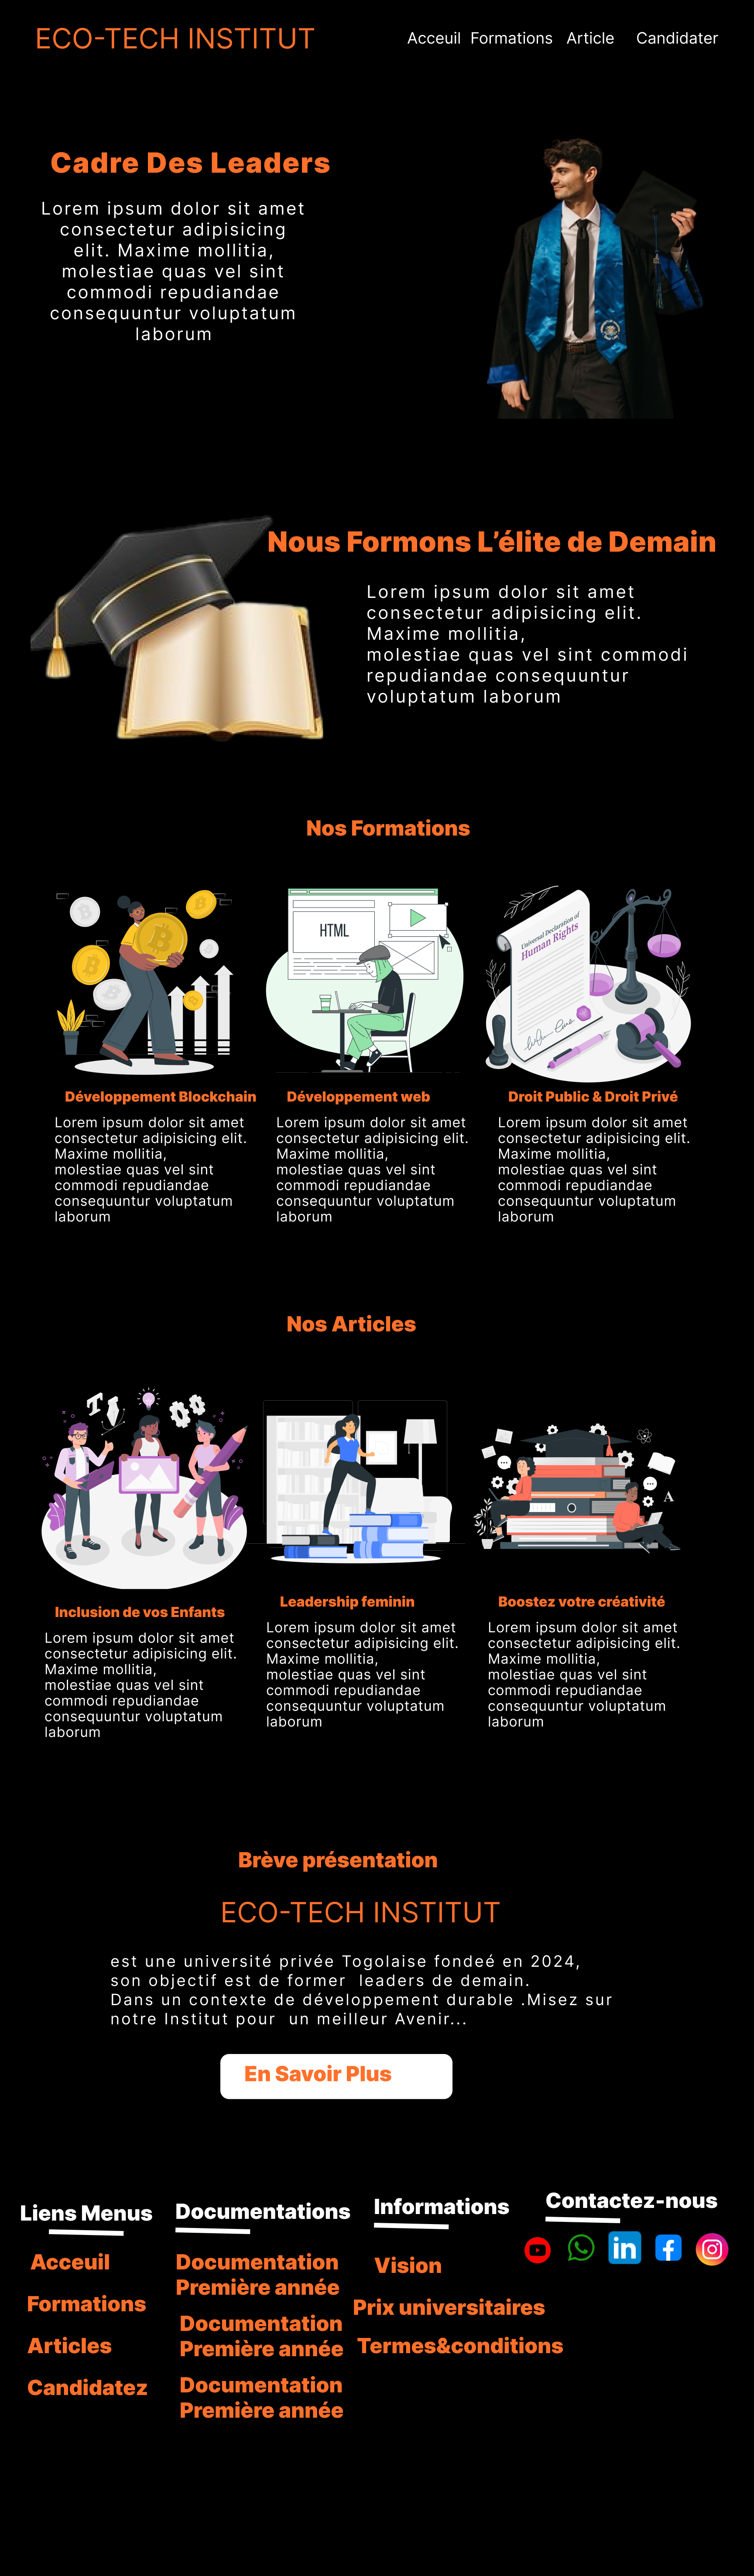 ECO-TECH INSTITUT
Acceuil Formations Article Candidater
Cadre Des Leaders
Lorem ipsum dolor sit amet
consectetur adipisicing
elit. Maxime mollitia,
molestiae quas vel sint
commodi repudiandae
consequuntur voluptatum
laborum
Nous Formons L’élite de Demain
Lorem ipsum dolor sit amet
consectetur adipisicing elit.
Maxime mollitia,
molestiae quas vel sint commodi
repudiandae consequuntur
voluptatum laborum
Nos Formations
HTML
Universal Declaration of
Human Rights
Développement Blockchain
Lorem ipsum dolor sit amet
consectetur adipisicing elit.
Maxime mollitia,
molestiae quas vel sint
commodi repudiandae
consequuntur voluptatum
laborum
Développement web
Lorem ipsum dolor sit amet
consectetur adipisicing elit.
Maxime mollitia,
molestiae quas vel sint
commodi repudiandae
consequuntur voluptatum
laborum
Droit Public & Droit Privé
Lorem ipsum dolor sit amet
consectetur adipisicing elit.
Maxime mollitia,
molestiae quas vel sint
commodi repudiandae
consequuntur voluptatum
laborum
Nos Articles
A
Inclusion de vos Enfants
Lorem ipsum dolor sit amet
consectetur adipisicing elit.
Maxime mollitia,
molestiae quas vel sint
commodi repudiandae
consequuntur voluptatum
laborum
Leadership feminin
Lorem ipsum dolor sit amet
consectetur adipisicing elit.
Maxime mollitia,
molestiae quas vel sint
commodi repudiandae
consequuntur voluptatum
laborum
Boostez votre créativité
Lorem ipsum dolor sit amet
consectetur adipisicing elit.
Maxime mollitia,
molestiae quas vel sint
commodi repudiandae
consequuntur voluptatum
laborum
Brève présentation
ECO-TECH INSTITUT
est une université privée Togolaise fondeé en 2024,
son objectif est de former  leaders de demain.
Dans un contexte de développement durable .Misez sur
notre Institut pour  un meilleur Avenir...
En Savoir Plus
Liens Menus
Acceuil
Formations
Articles
Candidatez
Documentations
Documentation
Première année
Documentation
Première année
Documentation
Première année
Informations
Vision
Prix universitaires
Termes&conditions
Contactez-nous
in